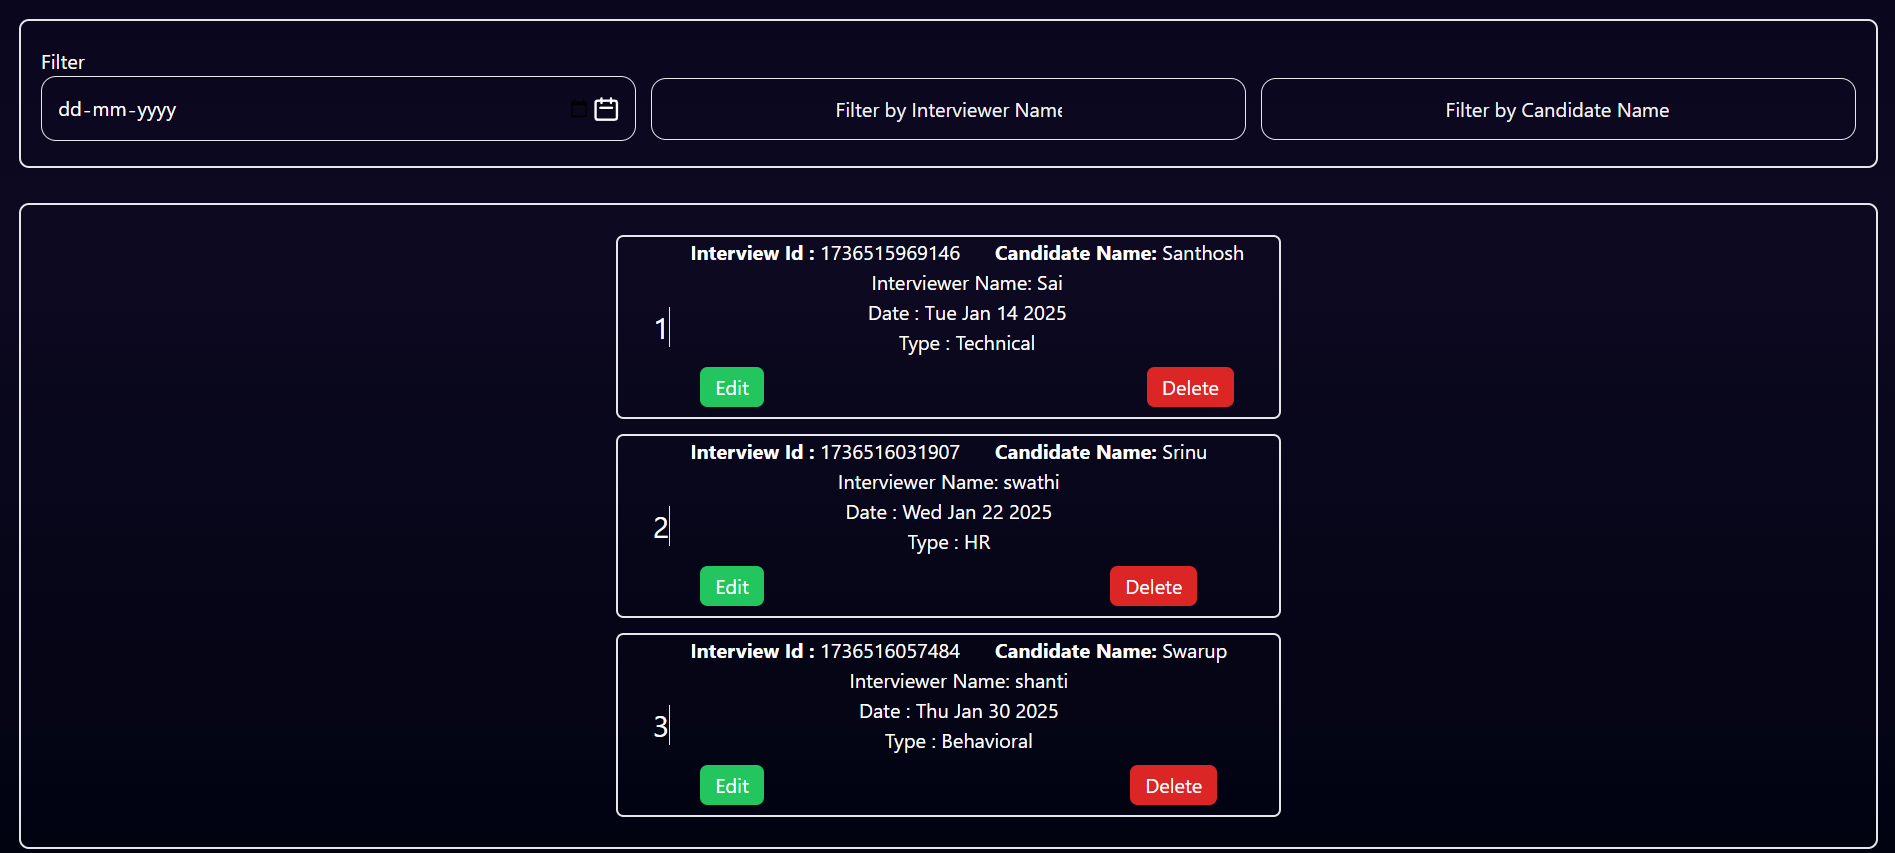 Filter
dd-mm-yyyy
Filter by Interviewer Name
Filter by Candidate Name
Interview Id : 1736515969146 Candidate Name: Santhosh
Interviewer Name: Sai
Date : Tue Jan 14 2025
1
Type : Technical
Edit Delete
Interview Id : 1736516031907 Candidate Name: Srinu
Interviewer Name: swathi
Date : Wed Jan 22 2025
2
Type : HR
Edit Delete
Interview Id : 1736516057484 Candidate Name: Swarup
Interviewer Name: shanti
Date : Thu Jan 30 2025
3
Type : Behavioral
Edit Delete